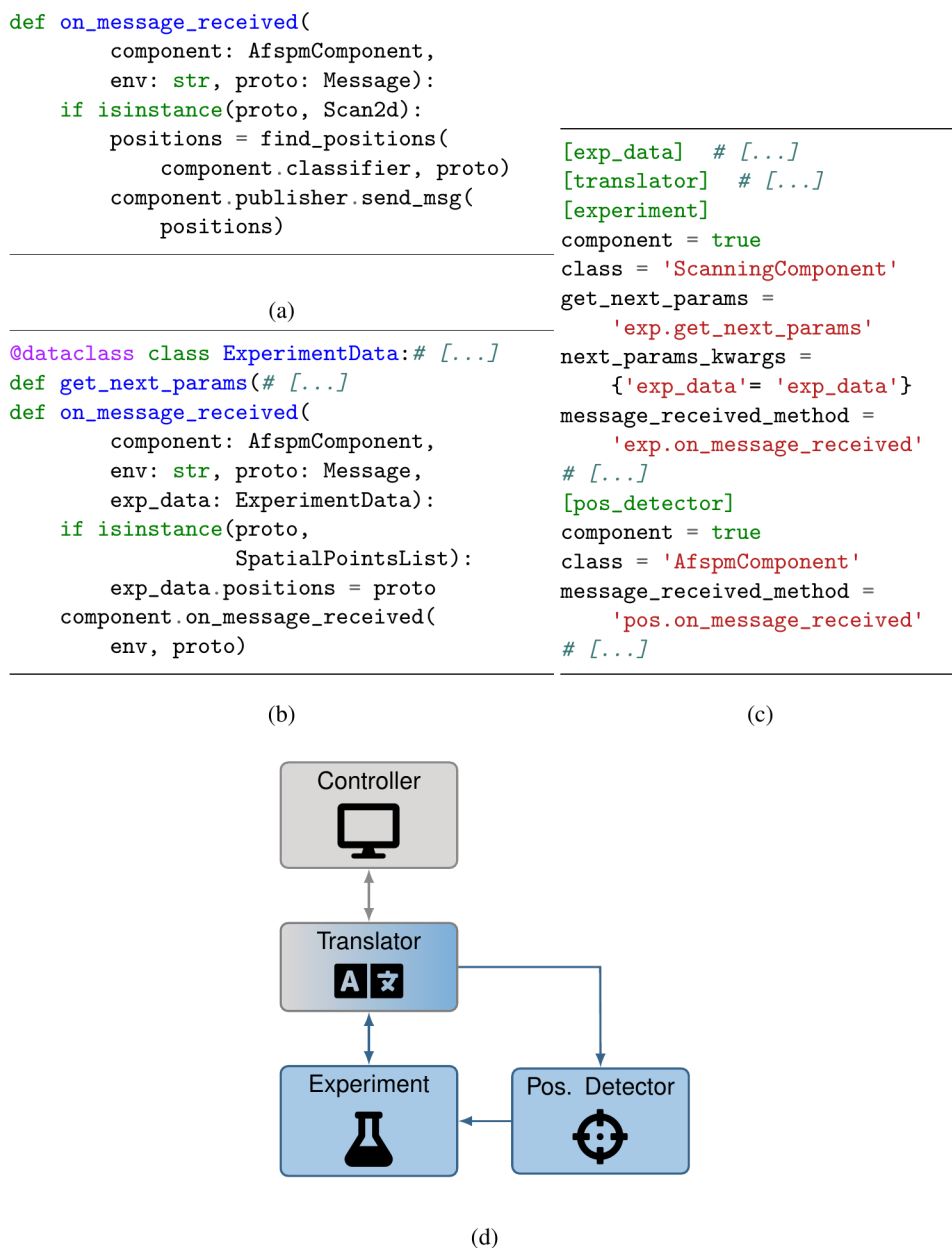 def on_message_received(
        component: AfspmComponent,
        env: str, proto: Message):
    if isinstance(proto, Scan2d):
        positions = find_positions(
            component.classifier, proto)
        component.publisher.send_msg(
            positions)
(a)
@dataclass class ExperimentData:# [...]
def get_next_params(# [...]
def on_message_received(
        component: AfspmComponent,
        env: str, proto: Message,
        exp_data: ExperimentData):
    if isinstance(proto,
                  SpatialPointsList):
        exp_data.positions = proto
    component.on_message_received(
        env, proto)
(b)
[exp_data]  # [...]
[translator]  # [...]
[experiment]
component = true
class = 'ScanningComponent'
get_next_params =
    'exp.get_next_params'
next_params_kwargs =
    {'exp_data'= 'exp_data'}
message_received_method =
    'exp.on_message_received'
# [...]
[pos_detector]
component = true
class = 'AfspmComponent'
message_received_method =
    'pos.on_message_received'
# [...]
(c)
Controller
Translator
A 文
Experiment
Pos. Detector
(d)